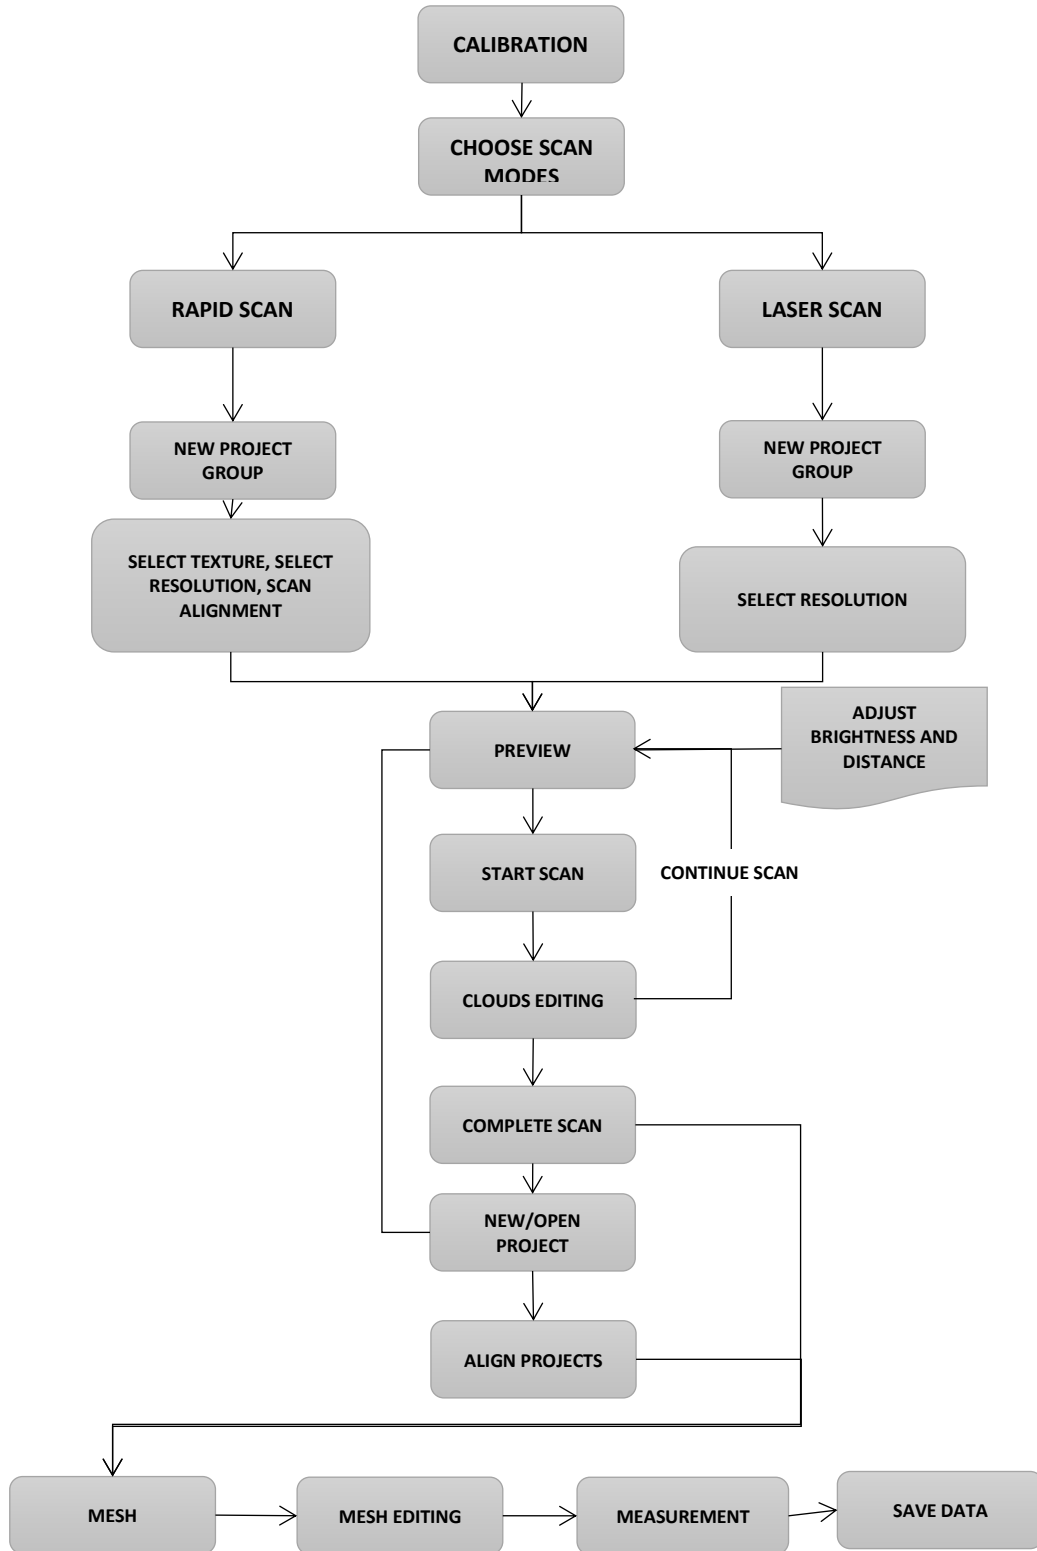 CALIBRATION
CHOOSE SCAN
MODES
RAPID SCAN
LASER SCAN
NEW PROJECT
GROUP
NEW PROJECT
GROUP
SELECT TEXTURE, SELECT
RESOLUTION, SCAN
ALIGNMENT
SELECT RESOLUTION
ADJUST
BRIGHTNESS AND
DISTANCE
PREVIEW
START SCAN
CONTINUE SCAN
CLOUDS EDITING
COMPLETE SCAN
NEW/OPEN
PROJECT
ALIGN PROJECTS
MESH
MESH EDITING
MEASUREMENT
SAVE DATA